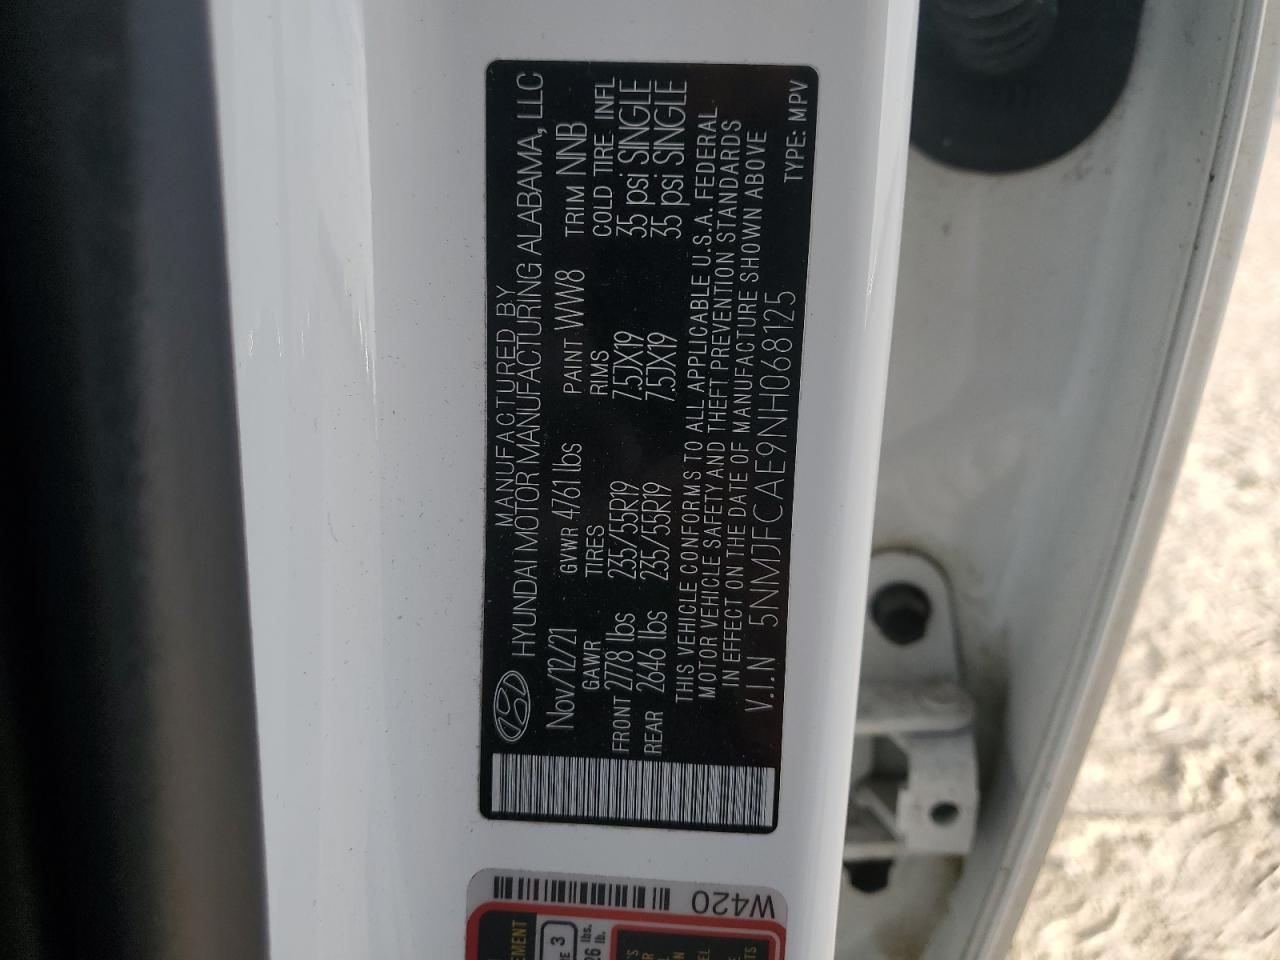 MANUFACTURED BY
HYUNDAI MOTOR MANUFACTURING ALABAMA, LLC
Nov/12/21 GVWR 4761 lbs PAINT WW8 TRIM NNB
GAWR TIRES RIMS COLD TIRE INFL
FRONT 2778 lbs 235/55R19 7.5JX19 35 psi SINGLE
REAR 2646 lbs 235/55R19 7.5JX19 35 psi SINGLE
THIS VEHICLE CONFORMS TO ALL APPLICABLE U.S.A. FEDERAL
MOTOR VEHICLE SAFETY AND THEFT PREVENTION STANDARDS
IN EFFECT ON THE DATE OF MANUFACTURE SHOWN ABOVE
V.I.N 5NMJFCAE9NH068125 TYPE: MPV
W420